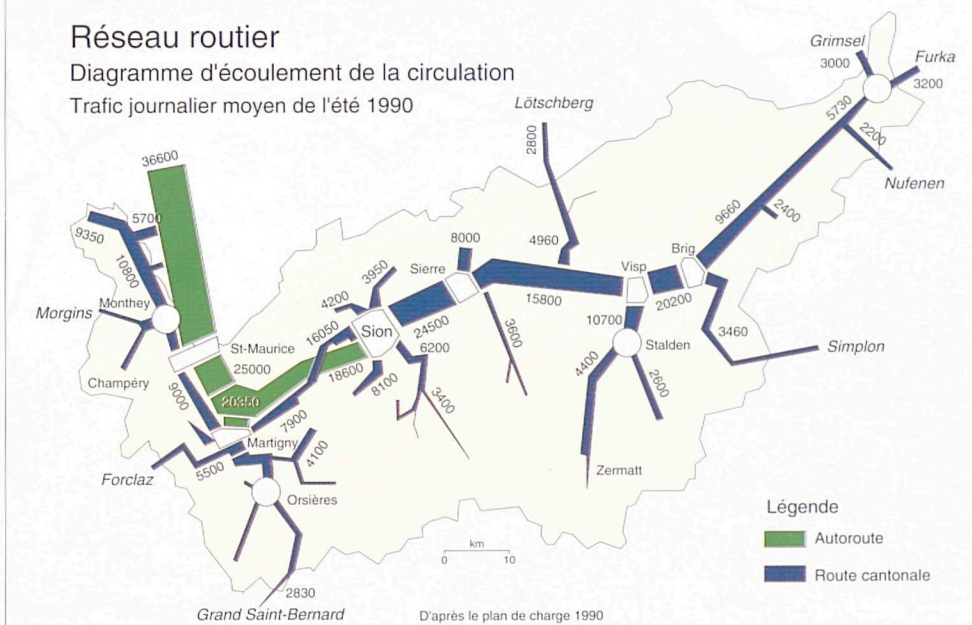 Réseau routier
Diagramme d'écoulement de la circulation
Trafic journalier moyen de l'été 1990
Grimsel
3000
Furka
3200
5730
2200
Nufenen
Lötschberg
2800
36600
9660
2400
5700
9350
10800
8000
4960
Brig
3950
Sierre
Visp
15800
20200
4200
Morgins
Monthey
Sion
24500
16050
10700
3460
3600
Simplon
St-Maurice
6200
Stalden
25000
18600
4400
2600
Champéry
8100
9000
20350
3400
7900
Martigny
4100
Zermatt
5500
Forclaz
Orsières
Légende
Autoroute
km
0 10
Route cantonale
2830
Grand Saint-Bernard
D'après le plan de charge 1990